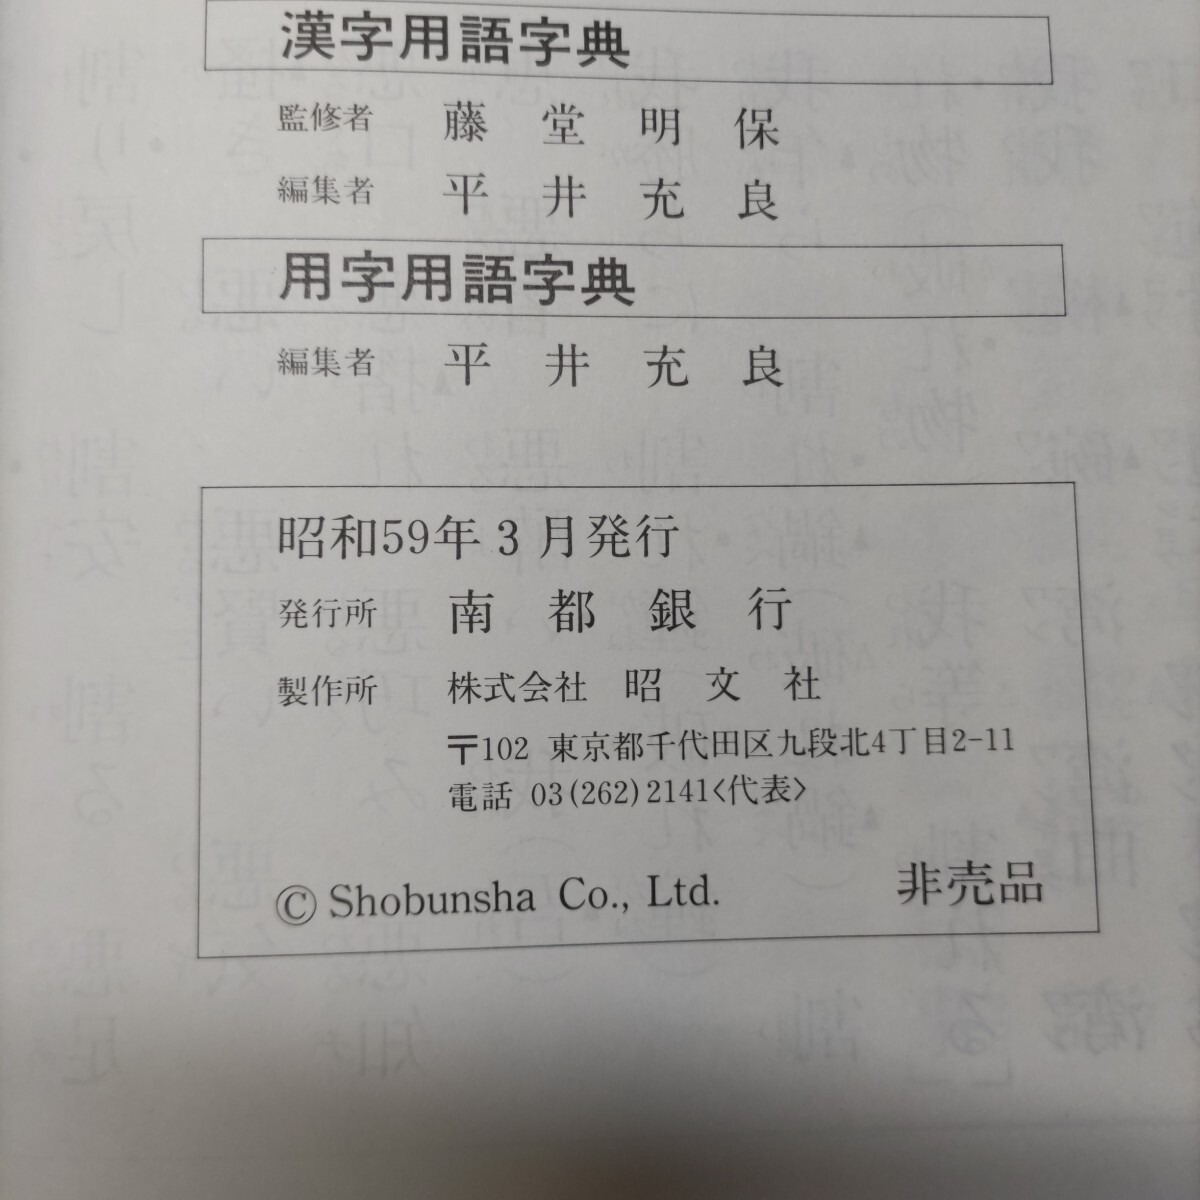 漢字用語字典
監修者 藤堂明保
編集者 平井充良
用字用語字典
編集者 平井充良
昭和59年3月発行
発行所 南都銀行
製作所 株式会社 昭文社
〒102 東京都千代田区九段北4丁目2-11
電話 03(262)2141<代表>
© Shobunsha Co., Ltd. 非売品